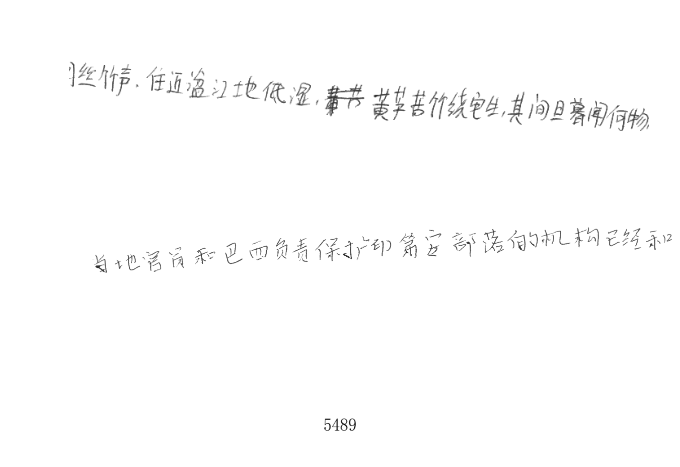 丝竹声.住近湓江地低湿,黄芦苦竹绕宅生,其间旦暮闻何物.
当地官员和巴西负责保护印第安部落的机构已经和
5489